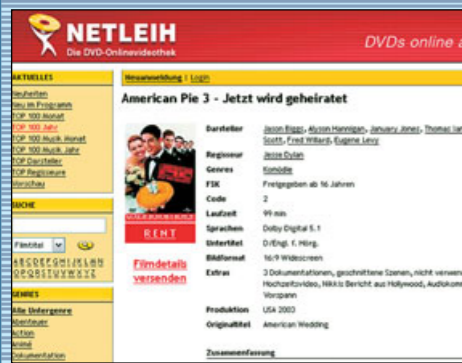 NETLEIH
Die DVD-Onlinevideothek
DVDs online a
AKTUELLES
Neuheiten
Neu im Programm
TOP 100 Monat
TOP 100 Jahr
TOP 100 Musik Monat
TOP 100 Musik Jahr
TOP Darsteller
TOP Regisseure
Vorschau
SUCHE
Filmtitel
A B C D E F G H I J K L M N
O P Q R S T U V W X Y Z
GENRES
Alle Untergenre
Abenteuer
Action
Animé
Dokumentation
Neuanmeldung | Login
American Pie 3 - Jetzt wird geheiratet
RENT
Filmdetails
versenden
Darsteller Jason Biggs, Alyson Hannigan, January Jones, Thomas Ian
Scott, Fred Willard, Eugene Levy
Regisseur Jesse Dylan
Genres Komödie
FSK Freigegeben ab 16 Jahren
Code 2
Laufzeit 99 min
Sprachen Dolby Digital 5.1
Untertitel D/Engl. f. Hörg.
Bildformat 16:9 Widescreen
Extras 3 Dokumentationen, geschnittene Szenen, nicht verwen
Hochzeitsvideo, Nikkis Bericht aus Hollywood, Audiokomm
Vorspann
Produktion USA 2003
Originaltitel American Wedding
Zusammenfassung